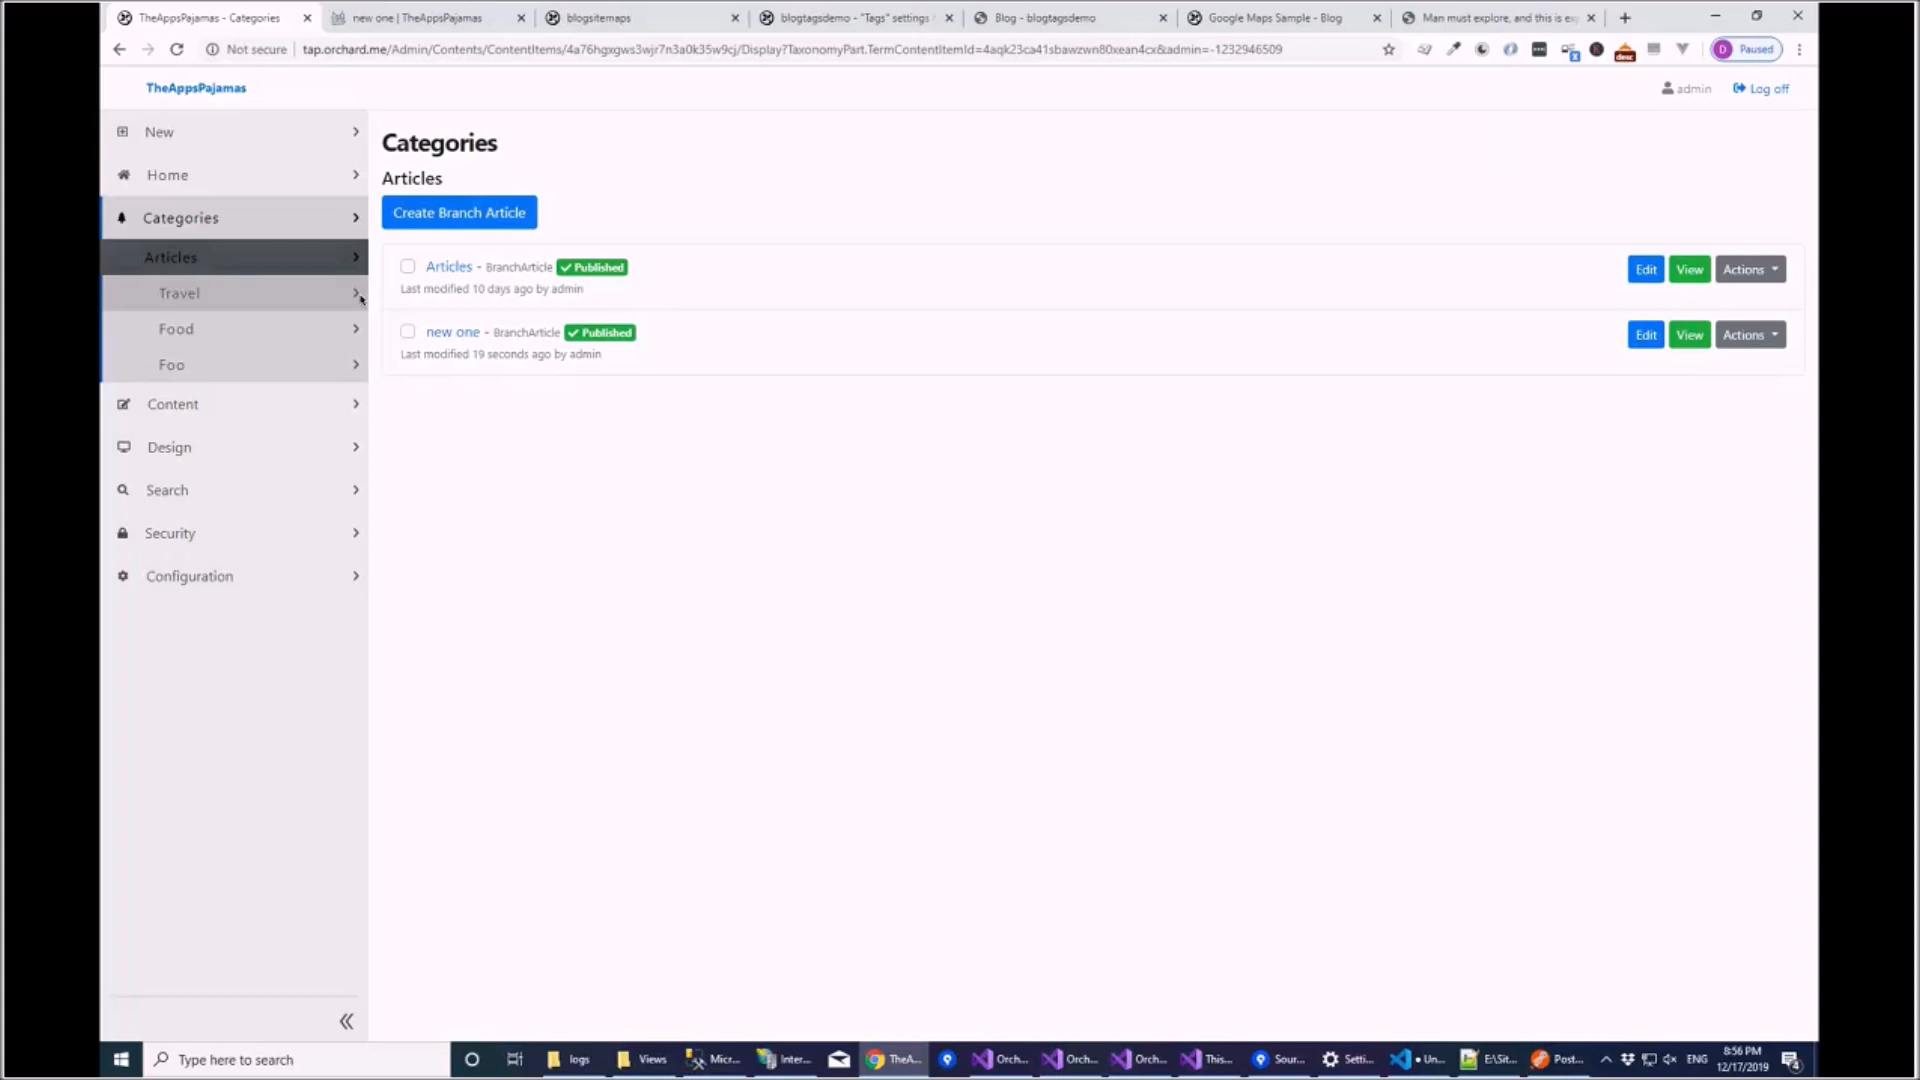 TheAppsPajamas - Categories
new one | TheAppsPajamas
blogsitemaps
blogtagsdemo - "Tags" settings
Blog - blogtagsdemo
Google Maps Sample - Blog
Man must explore, and this is ex
Not secure
tap.orchard.me/Admin/Contents/ContentItems/4a76hgxgws3wjr7n3a0k35w9cj/Display?TaxonomyPart.TermContentItemId=4aqk23ca41sbawzwn80xean4cx&admin=-1232946509
desc
D Paused
TheAppsPajamas
admin
Log off
New
Home
Categories
Articles
Travel
Food
Foo
Content
Design
Search
Security
Configuration
Categories
Articles
Create Branch Article
Articles - BranchArticle Published
Last modified 10 days ago by admin
Edit View Actions
new one - BranchArticle Published
Last modified 19 seconds ago by admin
Edit View Actions
Type here to search
logs
Views
Micr...
Inter...
TheA...
Orch...
Orch...
Orch...
This...
Sour...
Setti...
• Un...
E:\Sit...
Post...
ENG
8:56 PM
12/17/2019
4